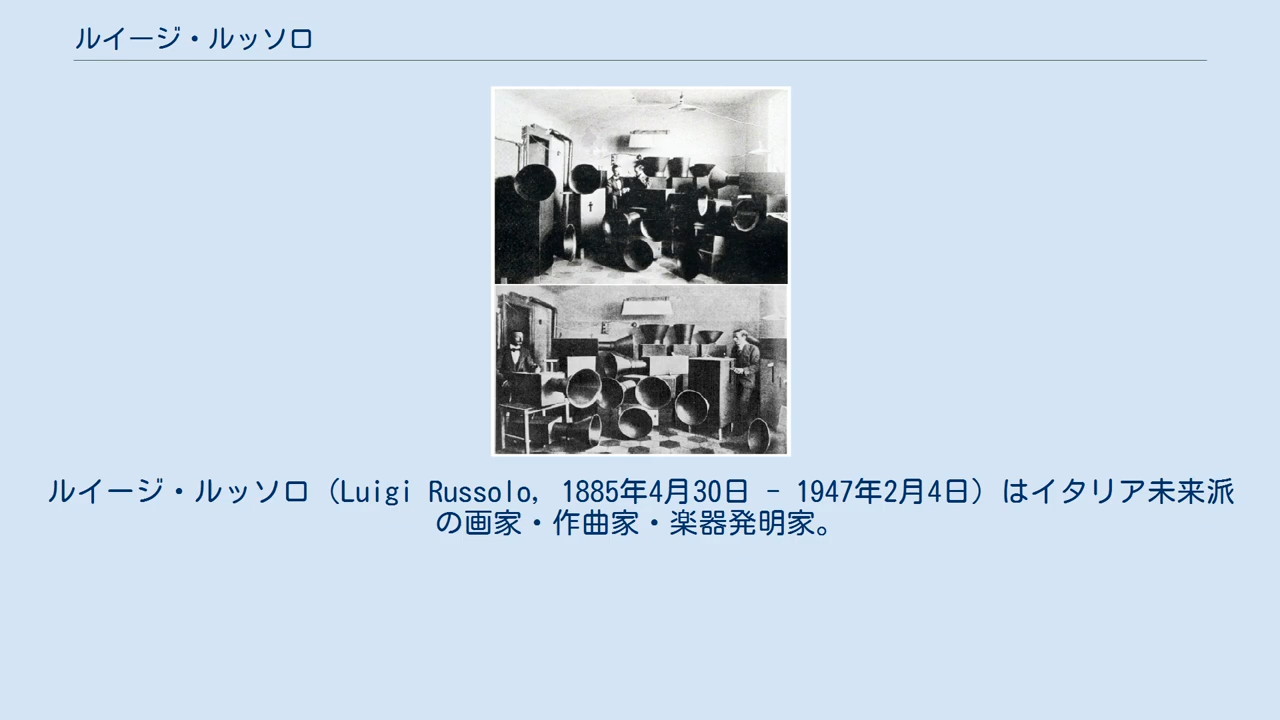 ルイージ・ルッソロ
ルイージ・ルッソロ（Luigi Russolo, 1885年4月30日 - 1947年2月4日）はイタリア未来派
の画家・作曲家・楽器発明家。